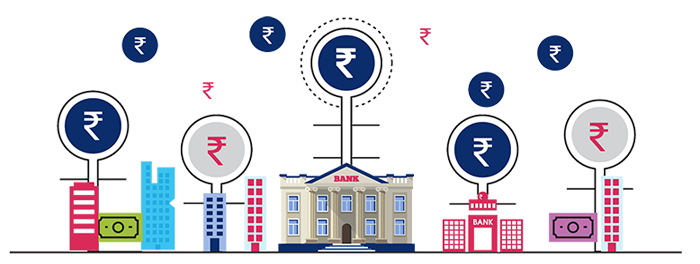 ₹ ₹ ₹ ₹ ₹
₹ ₹
₹ ₹ ₹ ₹
BANK
BANK